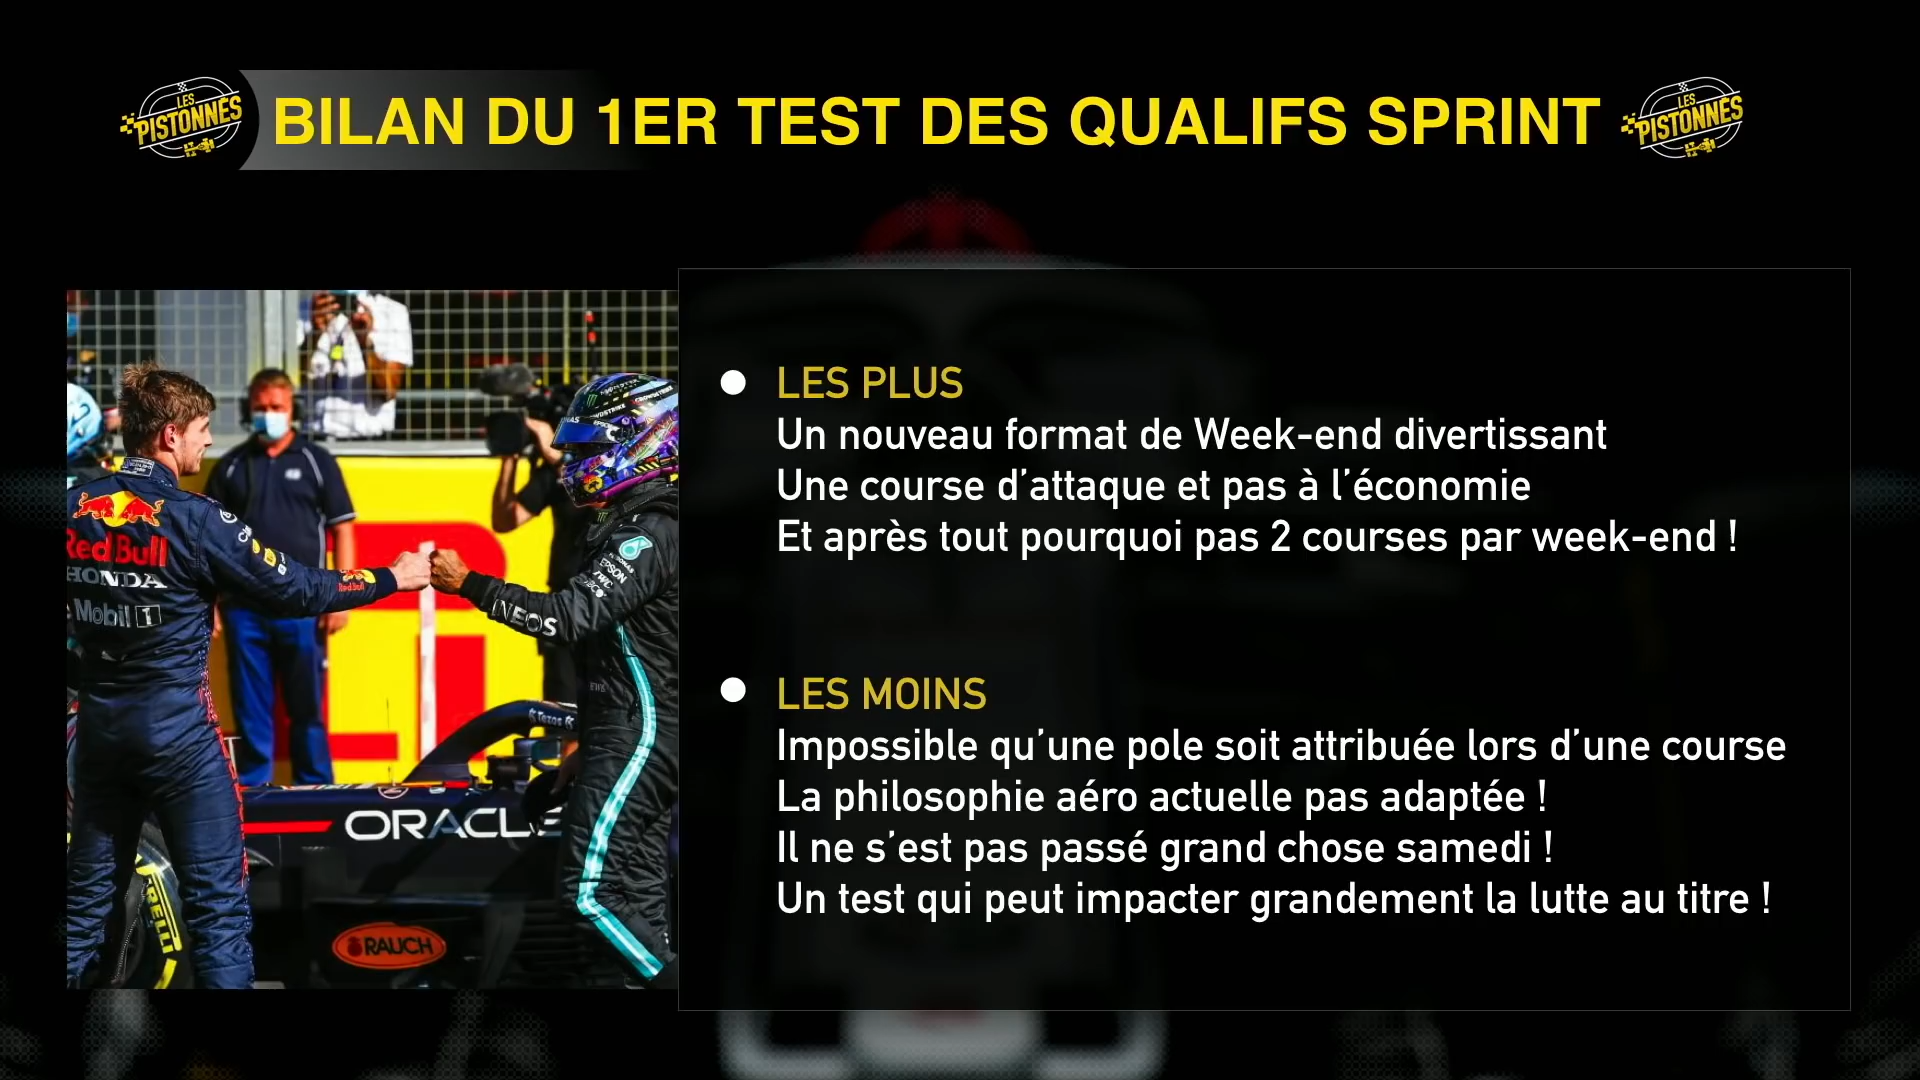 LES
PISTONNÉS
BILAN DU 1ER TEST DES QUALIFS SPRINT
LES
PISTONNÉS
LES PLUS
Un nouveau format de Week-end divertissant
Une course d'attaque et pas à l'économie
Et après tout pourquoi pas 2 courses par week-end !
LES MOINS
Impossible qu'une pole soit attribuée lors d'une course
La philosophie aéro actuelle pas adaptée !
Il ne s'est pas passé grand chose samedi !
Un test qui peut impacter grandement la lutte au titre !
Red Bull
HONDA
Mobil 1
Red Bull
EPSON
INEOS
ORACLE
RAUCH